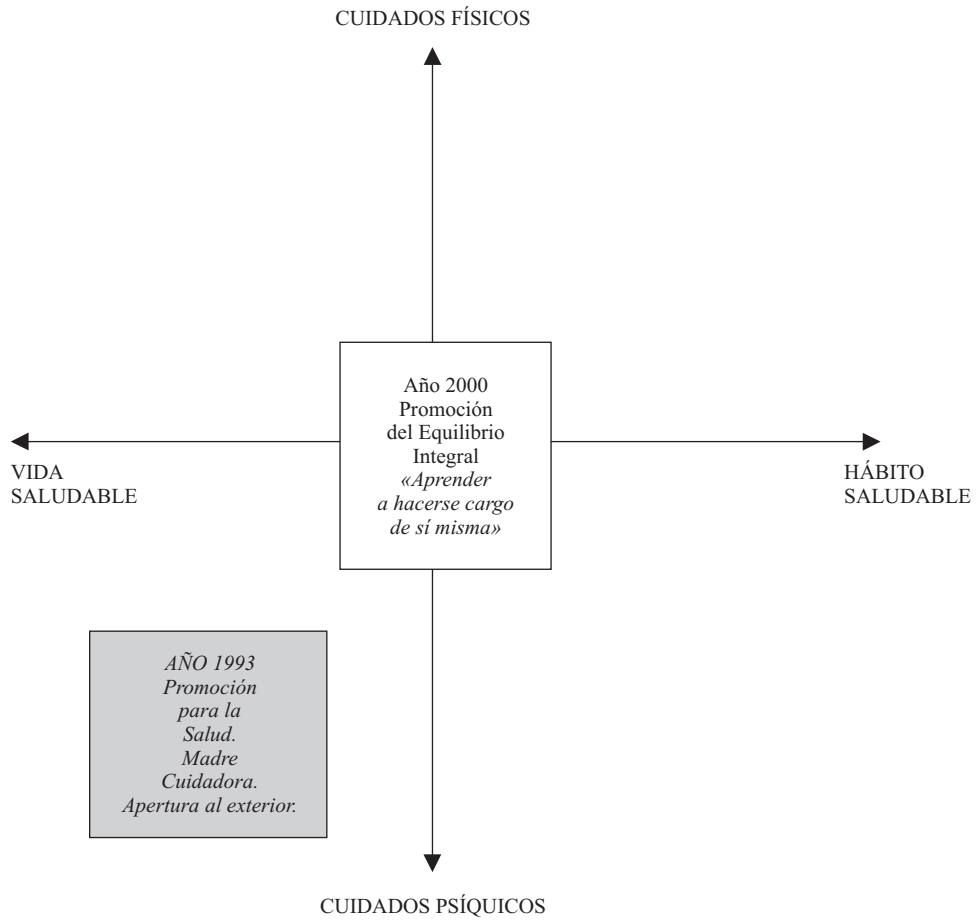 CUIDADOS FÍSICOS
Año 2000
Promoción
del Equilibrio
Integral
«Aprender
a hacerse cargo
de sí misma»
VIDA
SALUDABLE
HÁBITO
SALUDABLE
AÑO 1993
Promoción
para la
Salud.
Madre
Cuidadora.
Apertura al exterior.
CUIDADOS PSÍQUICOS